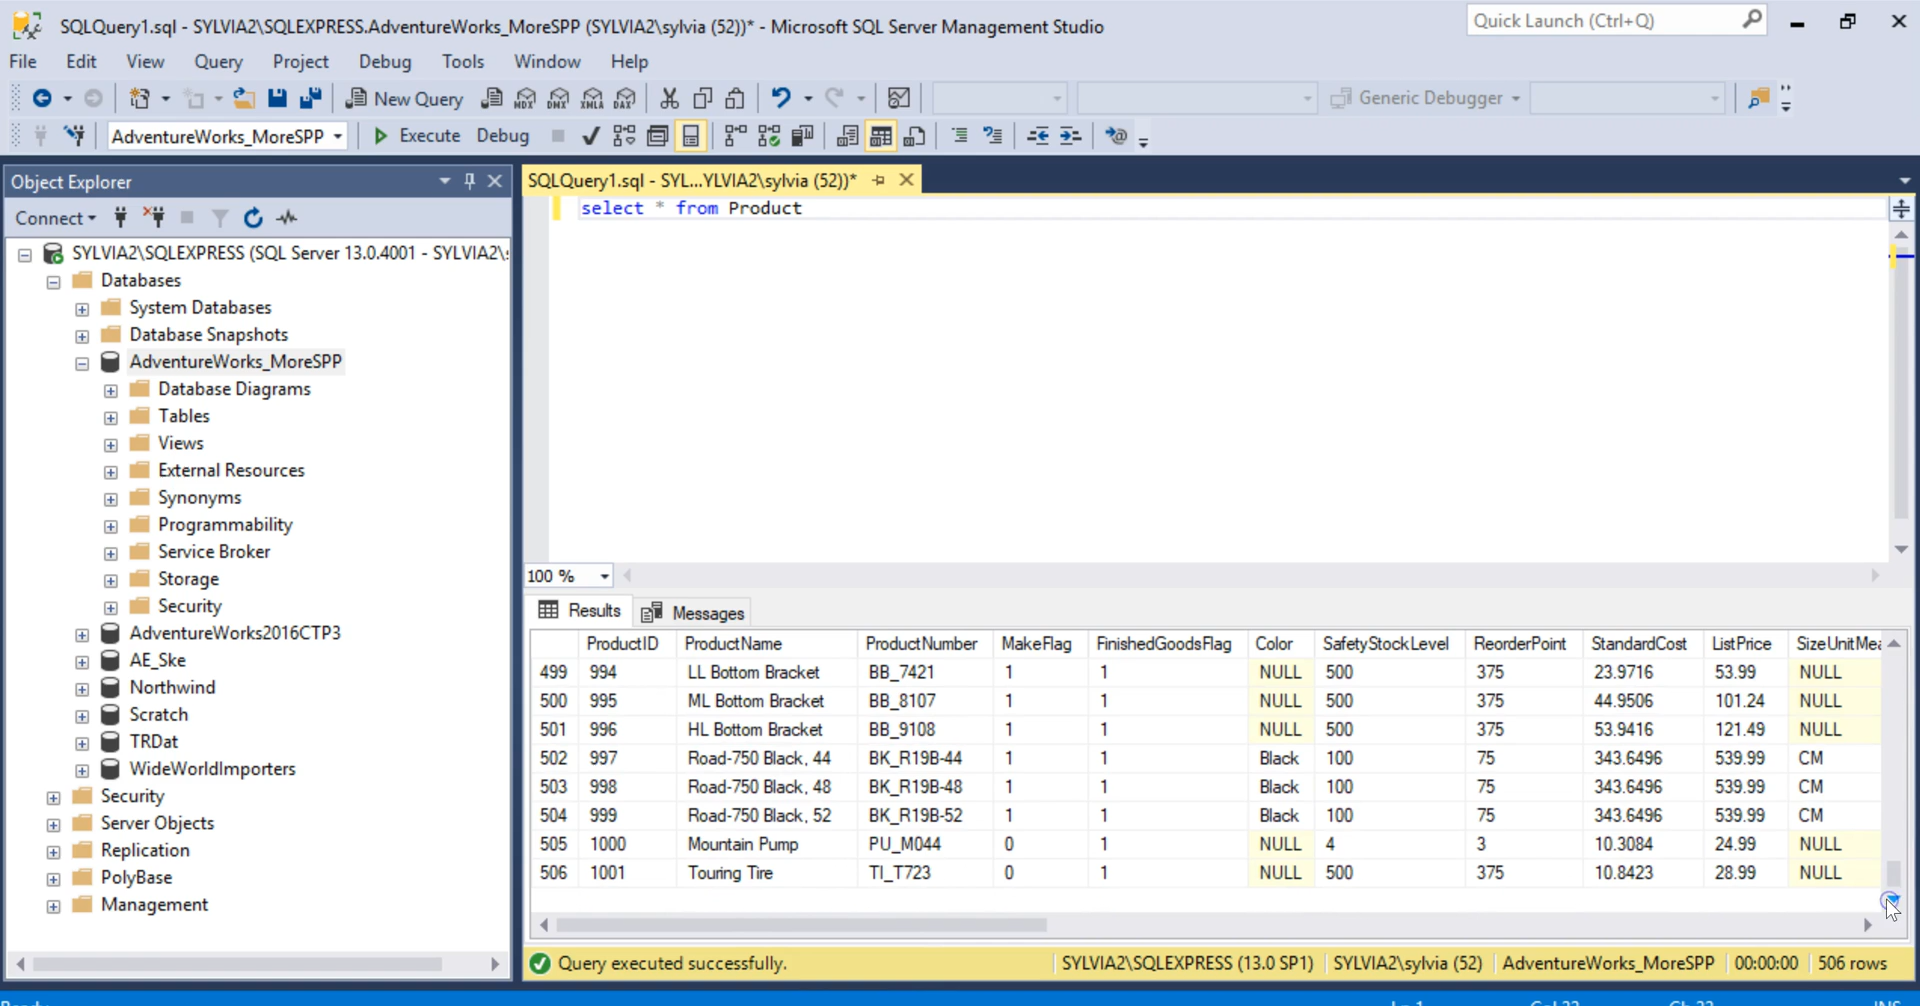 SQLQuery1.sql - SYLVIA2\SQLEXPRESS.AdventureWorks_MoreSPP (SYLVIA2\sylvia (52))* - Microsoft SQL Server Management Studio
Quick Launch (Ctrl+Q)
File Edit View Query Project Debug Tools Window Help
New Query MDX DMX XMLA DAX Generic Debugger
AdventureWorks_MoreSPP Execute Debug
Object Explorer
SQLQuery1.sql - SYL...YLVIA2\sylvia (52))*
Connect
select * from Product
SYLVIA2\SQLEXPRESS (SQL Server 13.0.4001 - SYLVIA2\
Databases
System Databases
Database Snapshots
AdventureWorks_MoreSPP
Database Diagrams
Tables
Views
External Resources
Synonyms
Programmability
Service Broker
Storage
Security
AdventureWorks2016CTP3
AE_Ske
Northwind
Scratch
TRDat
WideWorldImporters
Security
Server Objects
Replication
PolyBase
Management
100 %
Results Messages
ProductID ProductName ProductNumber MakeFlag FinishedGoodsFlag Color SafetyStockLevel ReorderPoint StandardCost ListPrice SizeUnitMea
499 994 LL Bottom Bracket BB_7421 1 1 NULL 500 375 23.9716 53.99 NULL
500 995 ML Bottom Bracket BB_8107 1 1 NULL 500 375 44.9506 101.24 NULL
501 996 HL Bottom Bracket BB_9108 1 1 NULL 500 375 53.9416 121.49 NULL
502 997 Road-750 Black, 44 BK_R19B-44 1 1 Black 100 75 343.6496 539.99 CM
503 998 Road-750 Black, 48 BK_R19B-48 1 1 Black 100 75 343.6496 539.99 CM
504 999 Road-750 Black, 52 BK_R19B-52 1 1 Black 100 75 343.6496 539.99 CM
505 1000 Mountain Pump PU_M044 0 1 NULL 4 3 10.3084 24.99 NULL
506 1001 Touring Tire TI_T723 0 1 NULL 500 375 10.8423 28.99 NULL
Query executed successfully. SYLVIA2\SQLEXPRESS (13.0 SP1) SYLVIA2\sylvia (52) AdventureWorks_MoreSPP 00:00:00 506 rows